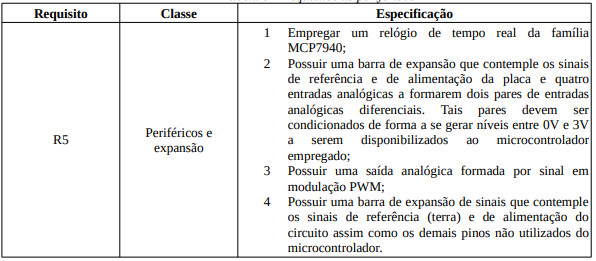 Requisito Classe Especificação
R5
Periféricos e
expansão
1 Empregar um relógio de tempo real da família
MCP7940;
2 Possuir uma barra de expansão que contemple os sinais
de referência e de alimentação da placa e quatro
entradas analógicas a formarem dois pares de entradas
analógicas diferenciais. Tais pares devem ser
condicionados de forma a se gerar níveis entre 0V e 3V
a serem disponibilizados ao microcontrolador
empregado;
3 Possuir uma saída analógica formada por sinal em
modulação PWM;
4 Possuir uma barra de expansão de sinais que contemple
os sinais de referência (terra) e de alimentação do
circuito assim como os demais pinos não utilizados do
microcontrolador.